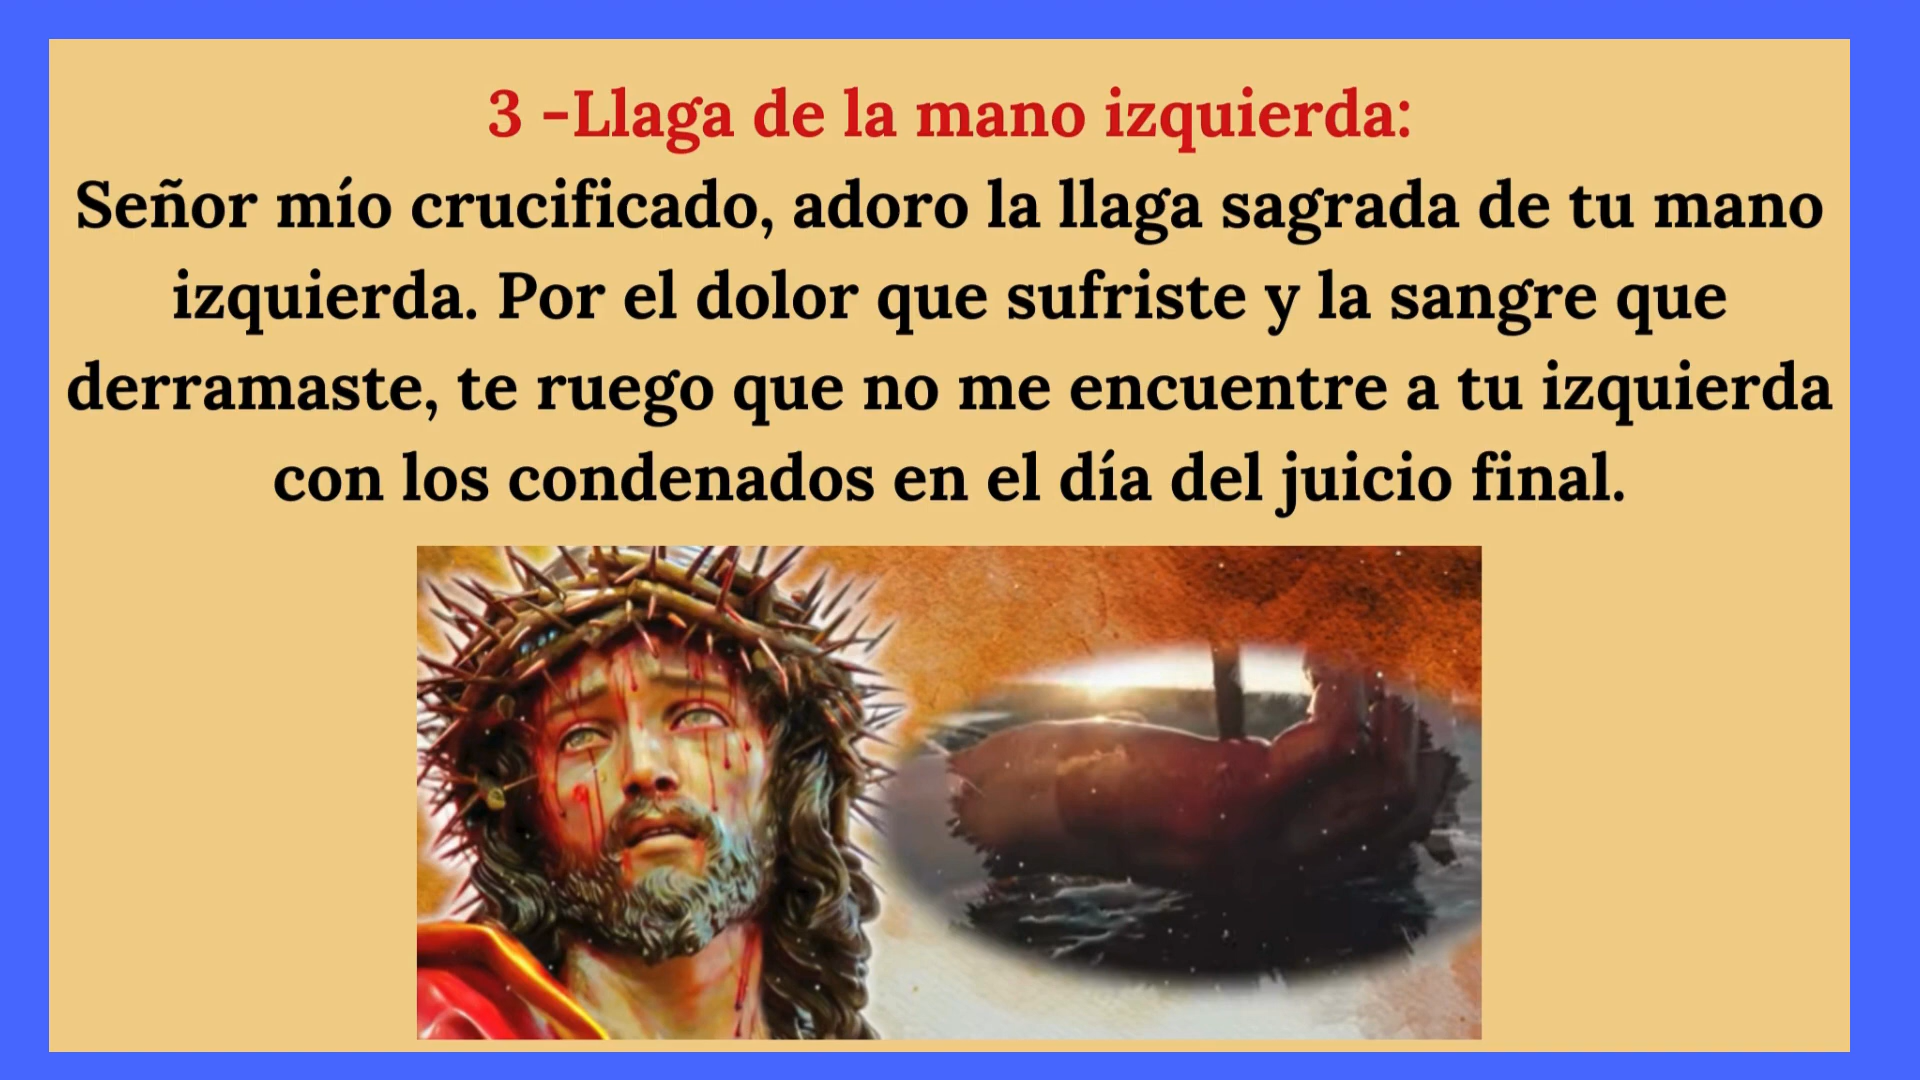 3 -Llaga de la mano izquierda:
Señor mío crucificado, adoro la llaga sagrada de tu mano
izquierda. Por el dolor que sufriste y la sangre que
derramaste, te ruego que no me encuentre a tu izquierda
con los condenados en el día del juicio final.